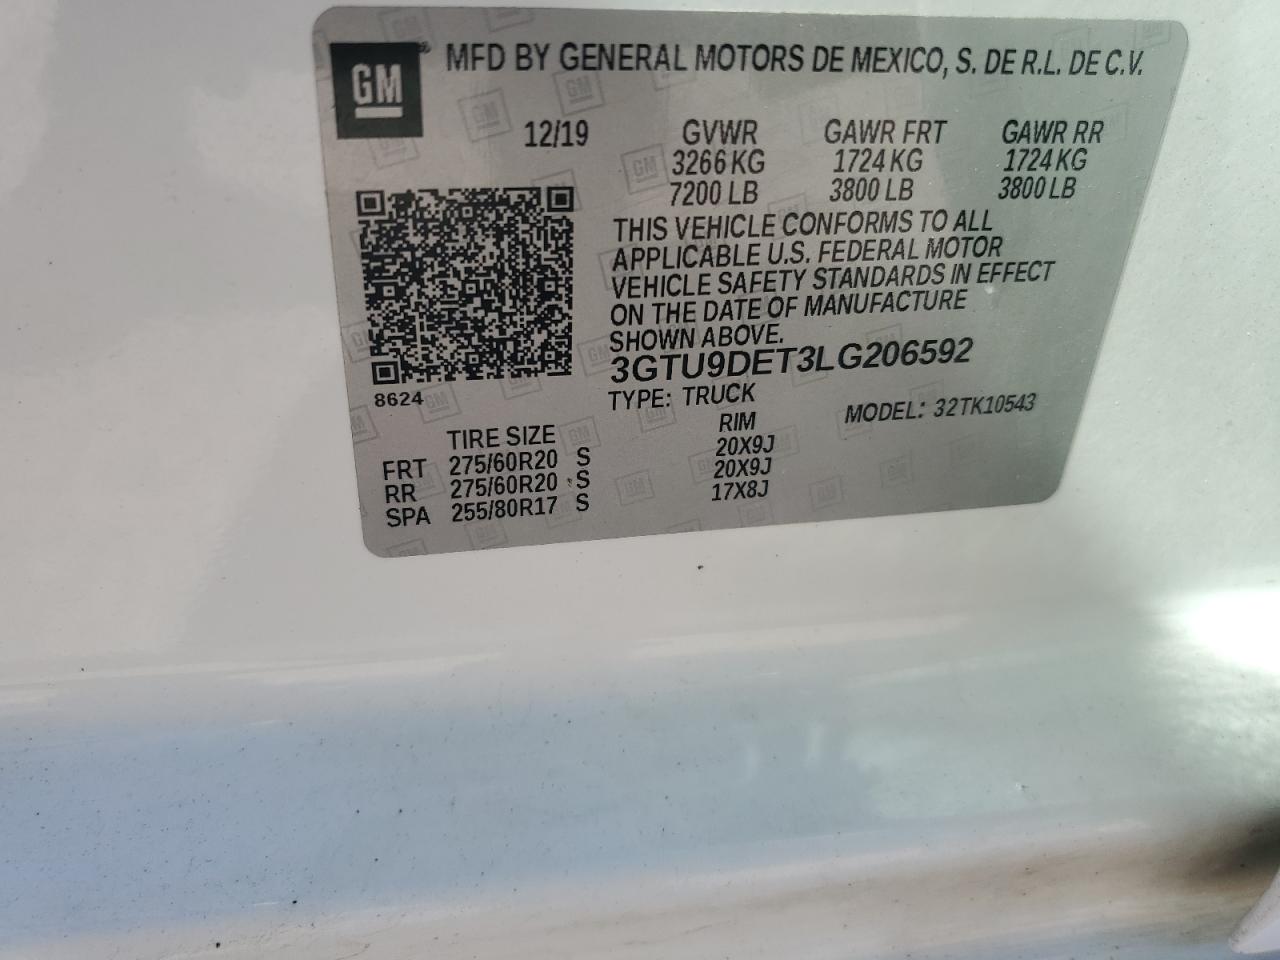 GM
MFD BY GENERAL MOTORS DE MEXICO, S. DE R.L. DE C.V.
12/19 GVWR GAWR FRT GAWR RR
3266 KG 1724 KG 1724 KG
7200 LB 3800 LB 3800 LB
THIS VEHICLE CONFORMS TO ALL
APPLICABLE U.S. FEDERAL MOTOR
VEHICLE SAFETY STANDARDS IN EFFECT
ON THE DATE OF MANUFACTURE
SHOWN ABOVE.
3GTU9DET3LG206592
8624
TYPE: TRUCK MODEL: 32TK10543
TIRE SIZE RIM
FRT 275/60R20 S 20X9J
RR 275/60R20 S 20X9J
SPA 255/80R17 S 17X8J